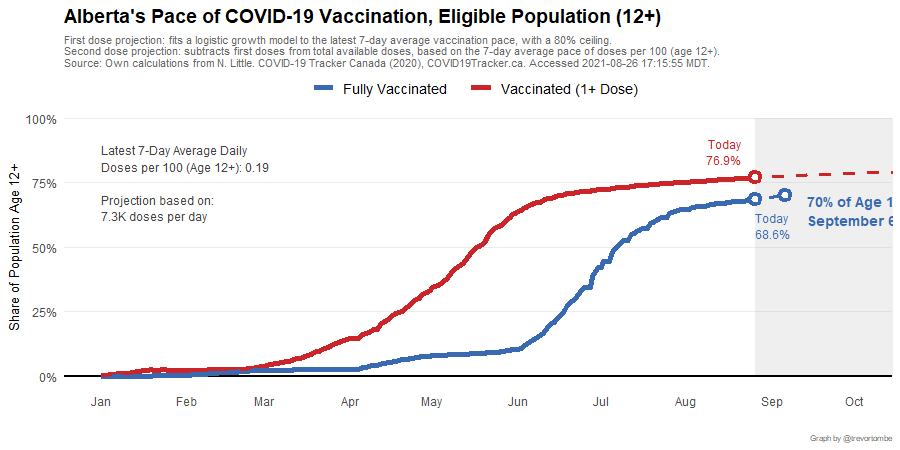 Alberta's Pace of COVID-19 Vaccination, Eligible Population (12+)
First dose projection: fits a logistic growth model to the latest 7-day average vaccination pace, with a 80% ceiling.
Second dose projection: subtracts first doses from total available doses, based on the 7-day average pace of doses per 100 (age 12+).
Source: Own calculations from N. Little. COVID-19 Tracker Canada (2020), COVID19Tracker.ca. Accessed 2021-08-26 17:15:55 MDT.
Fully Vaccinated
Vaccinated (1+ Dose)
Share of Population Age 12+
100%
75%
50%
25%
0%
Latest 7-Day Average Daily
Doses per 100 (Age 12+): 0.19
Projection based on:
7.3K doses per day
Today
76.9%
Today
68.6%
70% of Age 1
September 6
Jan
Feb
Mar
Apr
May
Jun
Jul
Aug
Sep
Oct
Graph by @trevortombe